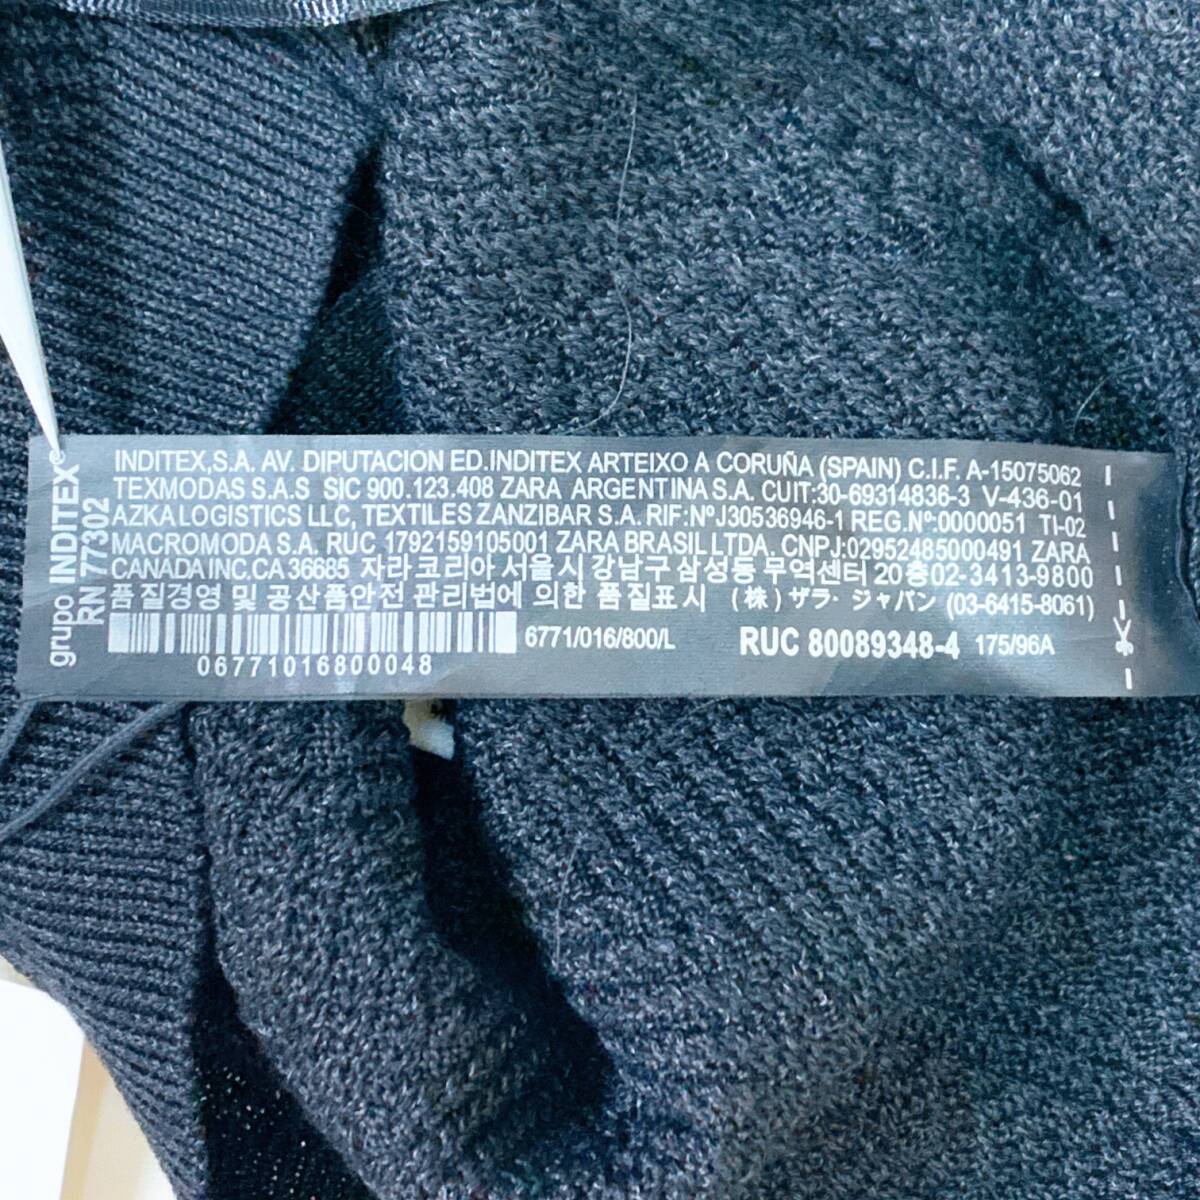 grupo INDITEX®
RN 77302
INDITEX,S.A. AV. DIPUTACION ED.INDITEX ARTEIXO A CORUÑA (SPAIN) C.I.F. A-15075062
TEXMODAS S.A.S SIC 900.123.408 ZARA ARGENTINA S.A. CUIT:30-69314836-3 V-436-01
AZKA LOGISTICS LLC, TEXTILES ZANZIBAR S.A. RIF:NºJ30536946-1 REG.Nº:0000051 TI-02
MACROMODA S.A. RUC 1792159105001 ZARA BRASIL LTDA. CNPJ:02952485000491 ZARA
CANADA INC.CA 36685 자라 코리아 서울시 강남구 삼성동 무역센터 20층02-3413-9800
품질경영 및 공산품안전 관리법에 의한 품질표시 (株) ザラ・ジャパン (03-6415-8061)
6771/016/800/L RUC 80089348-4 175/96A
06771016800048